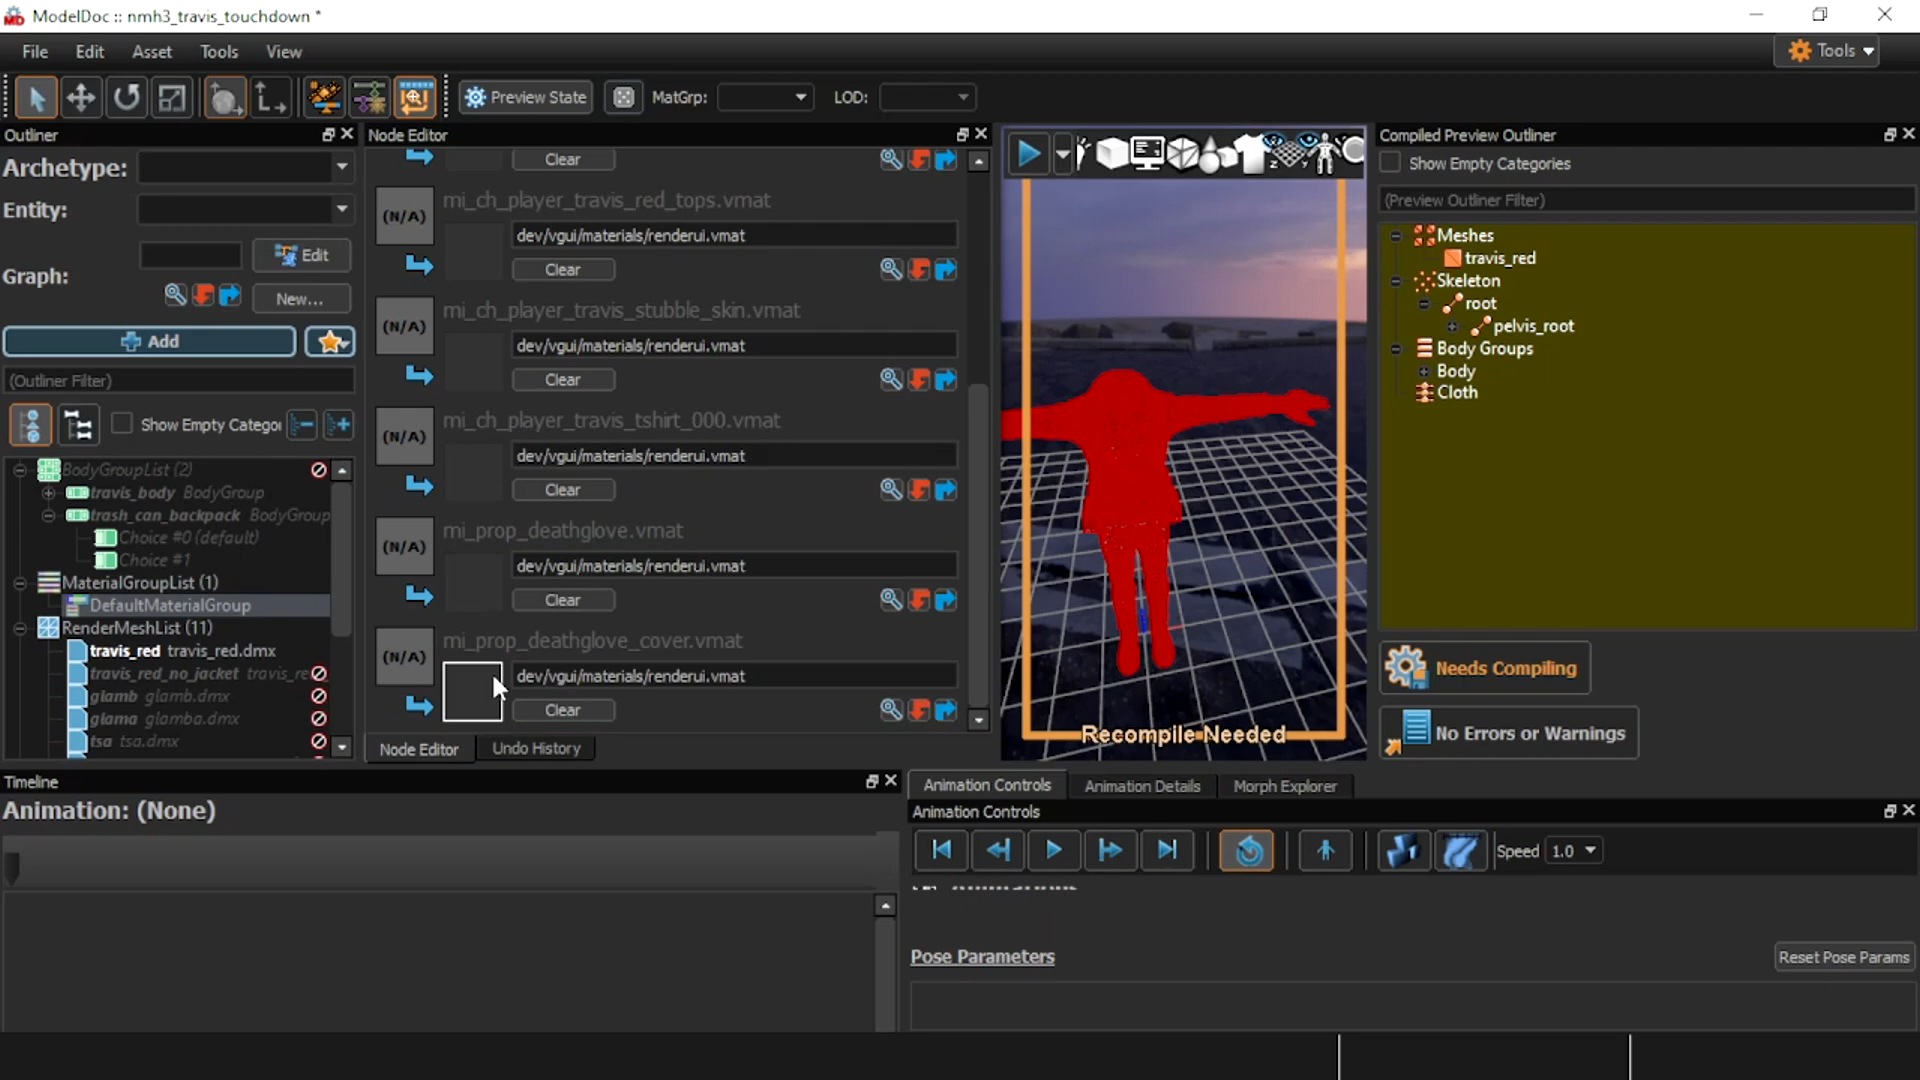 ModelDoc :: nmh3_travis_touchdown *
File Edit Asset Tools View
Tools
Preview State
MatGrp:
LOD:
Outliner
Archetype:
Entity:
Graph:
Edit
New...
Add
(Outliner Filter)
Show Empty Catego
BodyGroupList (2)
travis_body BodyGroup
trash_can_backpack BodyGroup
Choice #0 (default)
Choice #1
MaterialGroupList (1)
DefaultMaterialGroup
RenderMeshList (11)
travis_red travis_red.dmx
travis_red_no_jacket travis_re
glamb glamb.dmx
glama glamba.dmx
tsa tsa.dmx
Node Editor
Clear
(N/A)
mi_ch_player_travis_red_tops.vmat
dev/vgui/materials/renderui.vmat
Clear
(N/A)
mi_ch_player_travis_stubble_skin.vmat
dev/vgui/materials/renderui.vmat
Clear
(N/A)
mi_ch_player_travis_tshirt_000.vmat
dev/vgui/materials/renderui.vmat
Clear
(N/A)
mi_prop_deathglove.vmat
dev/vgui/materials/renderui.vmat
Clear
(N/A)
mi_prop_deathglove_cover.vmat
dev/vgui/materials/renderui.vmat
Clear
Node Editor Undo History
Recompile Needed
Compiled Preview Outliner
Show Empty Categories
(Preview Outliner Filter)
Meshes
travis_red
Skeleton
root
pelvis_root
Body Groups
Body
Cloth
Needs Compiling
No Errors or Warnings
Timeline
Animation: (None)
Animation Controls Animation Details Morph Explorer
Animation Controls
Speed 1.0
Pose Parameters
Reset Pose Params